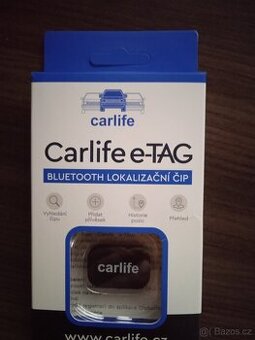 carlife
Carlife e-TAG
BLUETOOTH LOKALIZAČNÍ ČIP
Vyhledání Přidat Historie Přehled
čipu přívěsek pozic
carlife
www.carlife.cz
Bazoš.cz